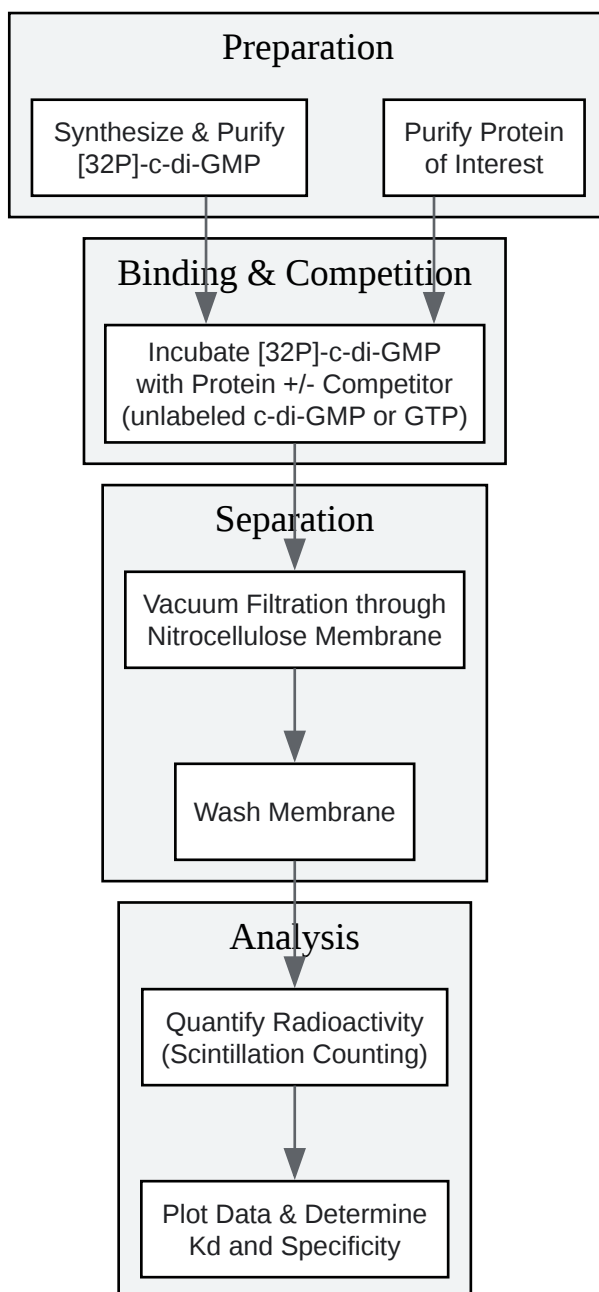 Preparation
Synthesize & Purify
[32P]-c-di-GMP
Purify Protein
of Interest
Binding & Competition
Incubate [32P]-c-di-GMP
with Protein +/- Competitor
(unlabeled c-di-GMP or GTP)
Separation
Vacuum Filtration through
Nitrocellulose Membrane
Wash Membrane
Analysis
Quantify Radioactivity
(Scintillation Counting)
Plot Data & Determine
Kd and Specificity